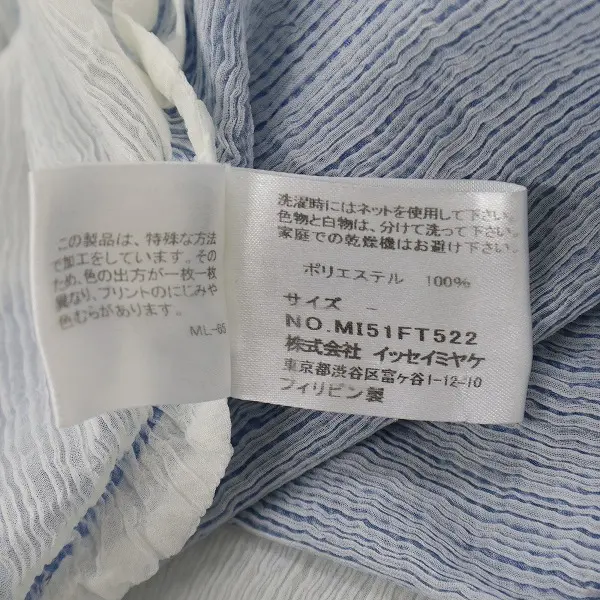 この製品は、特殊な方法
で加工をしています。その
ため、色の出方が一枚一枚
異なり、プリントのにじみや
色むらがあります。
ML-65
洗濯時にはネットを使用して下さい。
色物と白物は、分けて洗って下さい。
家庭での乾燥機はお避け下さい。
ポリエステル 100%
サイズ -
NO.MI51FT522
株式会社 イッセイミヤケ
東京都渋谷区富ヶ谷1-12-10
フィリピン製